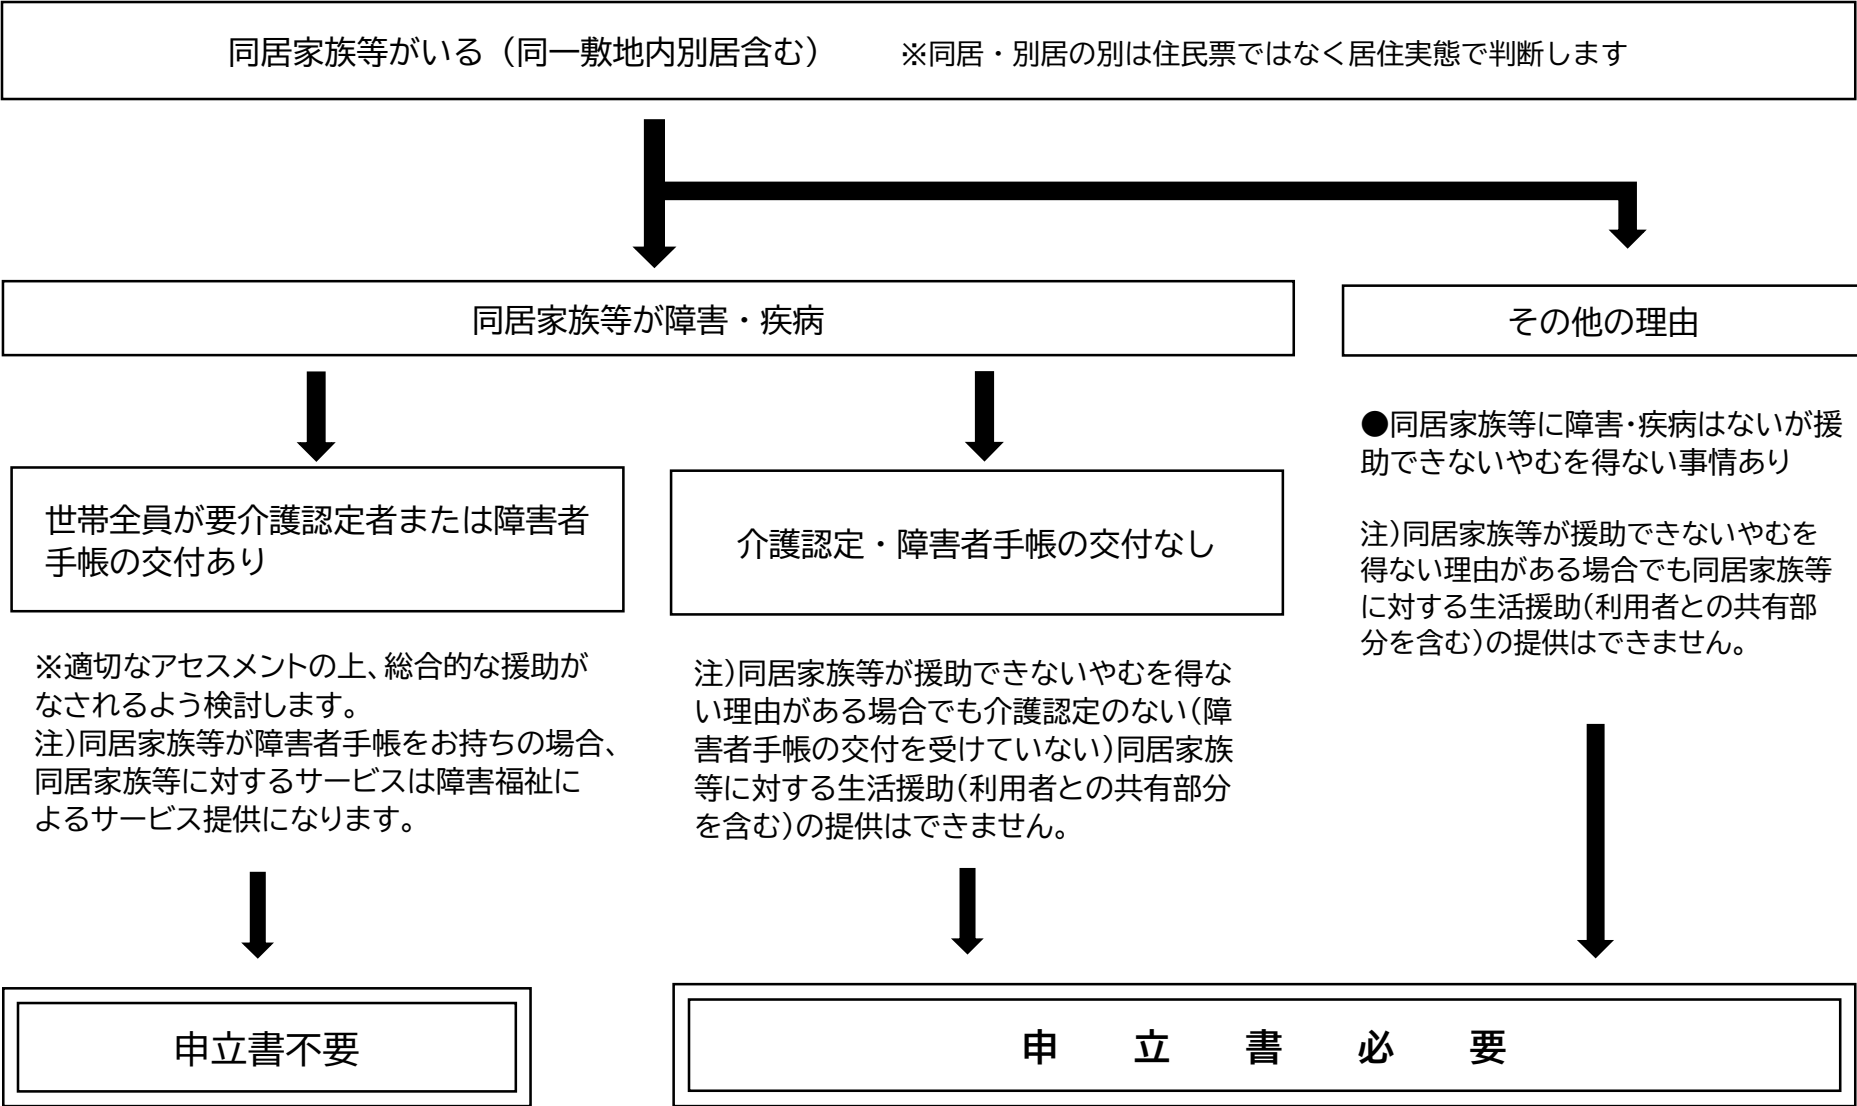 同居家族等がいる（同一敷地内別居含む）　※同居・別居の別は住民票ではなく居住実態で判断します
同居家族等が障害・疾病
その他の理由
世帯全員が要介護認定者または障害者
手帳の交付あり
※適切なアセスメントの上、総合的な援助が
なされるよう検討します。
注）同居家族等が障害者手帳をお持ちの場合、
同居家族等に対するサービスは障害福祉に
よるサービス提供になります。
介護認定・障害者手帳の交付なし
注）同居家族等が援助できないやむを得な
い理由がある場合でも介護認定のない（障
害者手帳の交付を受けていない）同居家族
等に対する生活援助（利用者との共有部分
を含む）の提供はできません。
●同居家族等に障害・疾病はないが援
助できないやむを得ない事情あり
注）同居家族等が援助できないやむを
得ない理由がある場合でも同居家族等
に対する生活援助（利用者との共有部
分を含む）の提供はできません。
申立書不要
申　立　書　必　要